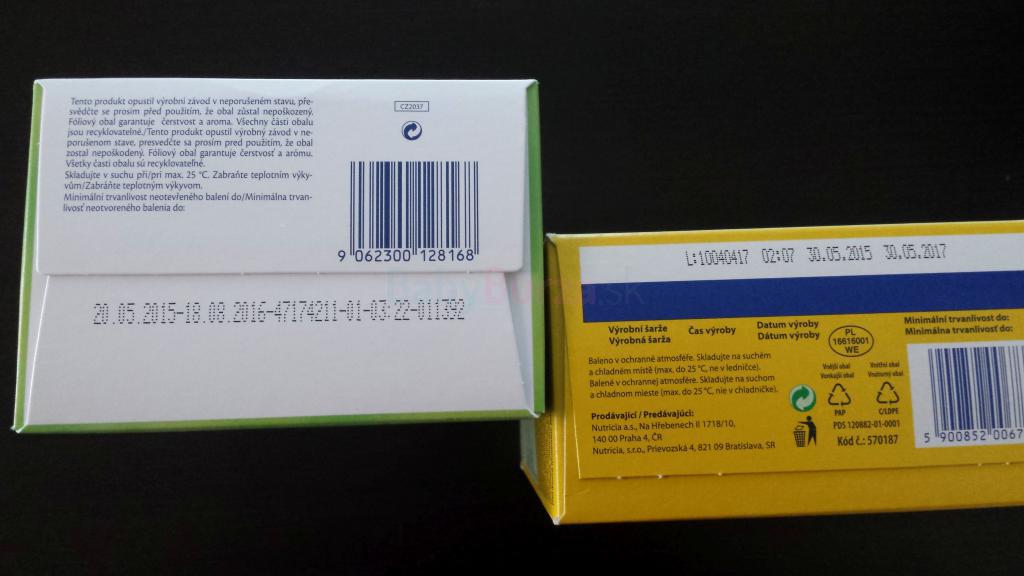 Tento produkt opustil výrobní závod v neporušeném stavu, pře-
svědčte se prosím před použitím, že obal zůstal nepoškozený.
Fóliový obal garantuje čerstvost a aroma. Všechny části obalu
jsou recyklovatelné./Tento produkt opustil výrobný závod v ne-
porušenom stave, presvedčte sa prosím pred použitím, že obal
zostal nepoškodený. Fóliový obal garantuje čerstvosť a arómu.
Všetky časti obalu sú recyklovateľné.
Skladujte v suchu při/pri max. 25 °C. Zabraňte teplotním výky-
vům/Zabráňte teplotným výkyvom.
Minimální trvanlivost neotevřeného balení do/Minimálna trvan-
livosť neotvoreného balenia do:
CZ2037
9 062300 128168
20.05.2015-18.08.2016-47174211-01-03:22-011392
BabyBurza.sk
L:10040417 02:07 30.05.2015 30.05.2017
Výrobní šarže
Výrobná šarža
Čas výroby
Datum výroby
Dátum výroby
PL
16616001
WE
Minimální trvanlivost do:
Minimálna trvanlivosť do:
Baleno v ochranné atmosféře. Skladujte na suchém
a chladném místě (max. do 25 °C, ne v ledničce).
Balené v ochrannej atmosfére. Skladujte na suchom
a chladnom mieste (max. do 25 °C, nie v chladničke).
Prodávající / Predávajúci:
Nutricia a.s., Na Hřebenech II 1718/10,
140 00 Praha 4, ČR
Nutricia, s.r.o., Prievozská 4, 821 09 Bratislava, SR
Vnější obal
Vonkajší obal
Vnitřní obal
Vnútorný obal
PAP
C/LDPE
PDS 120882-01-0001
Kód č.: 570187
5 900852 0067